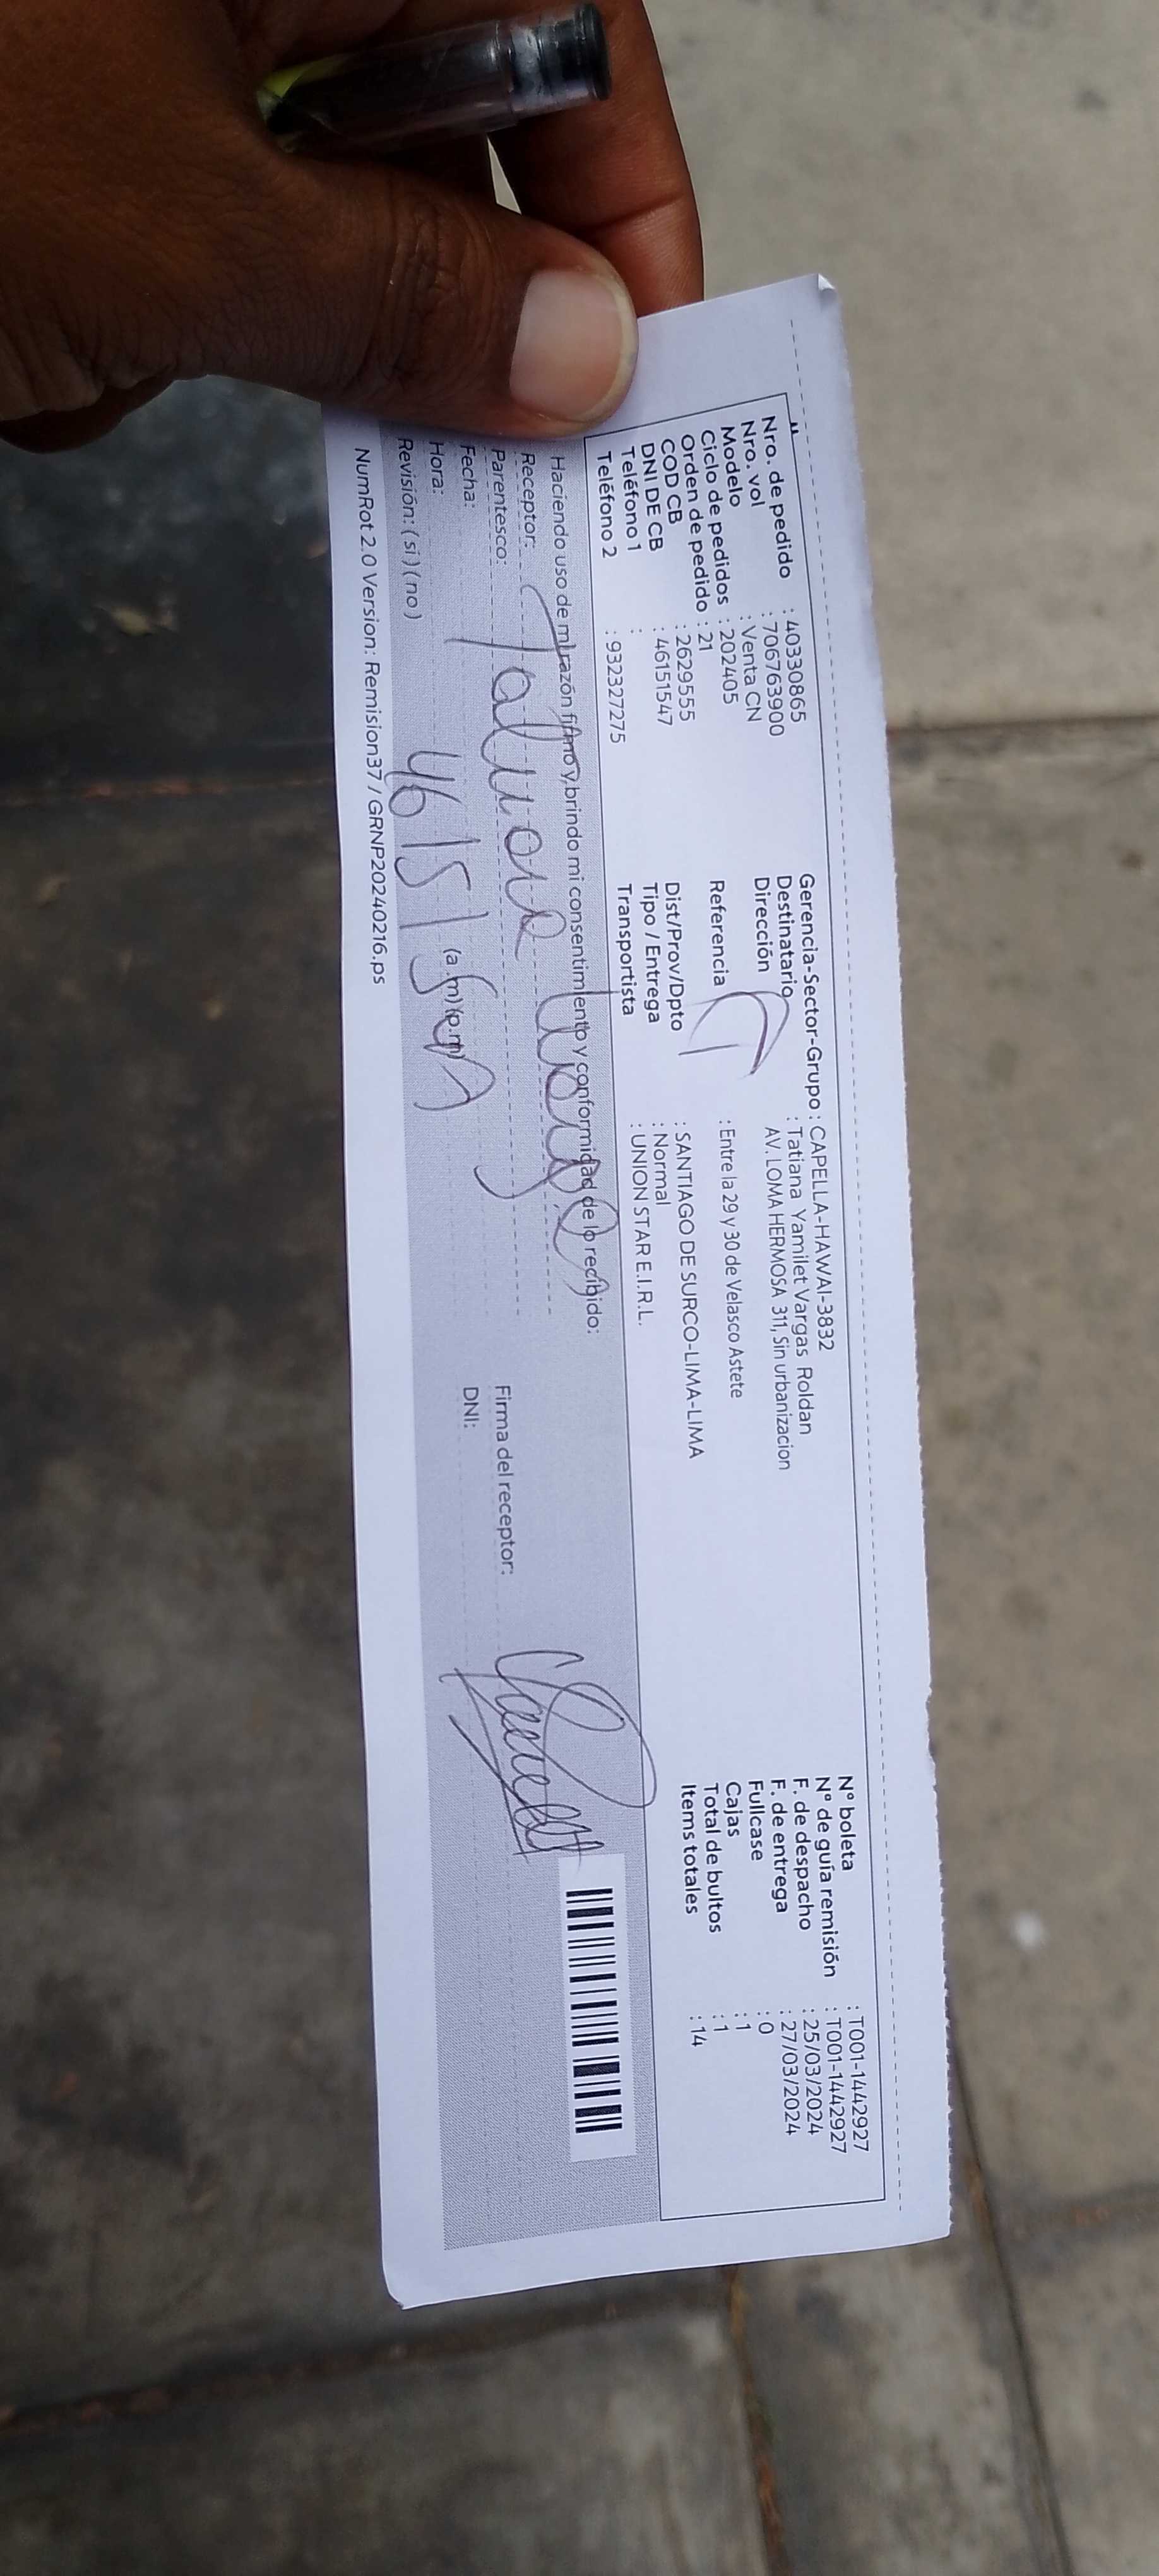 Nro. de pedido : 40330865
Nro. vol : 706763900
Modelo : Venta CN
Ciclo de pedidos : 202405
Orden de pedido : 21
COD CB : 2629555
DNI DE CB : 46151547
Teléfono 1 :
Teléfono 2 : 932327275
Gerencia-Sector-Grupo : CAPELLA-HAWAI-3832
Destinatario : Tatiana Yamilet Vargas Roldan
Dirección AV. LOMA HERMOSA 311, Sin urbanizacion
Referencia : Entre la 29 y 30 de Velasco Astete
Dist/Prov/Dpto : SANTIAGO DE SURCO-LIMA-LIMA
Tipo / Entrega : Normal
Transportista : UNION STAR E.I.R.L.
N° boleta : T001-1442927
N° de guía remisión : T001-1442927
F. de despacho : 25/03/2024
F. de entrega : 27/03/2024
Fullcase : 0
Cajas : 1
Total de bultos : 1
Items totales : 14
Haciendo uso de mi razón firmo y brindo mi consentimiento y conformidad de lo recibido:
Receptor:
Parentesco:
Fecha:
Hora: (a.m) (p.m)
Revisión: ( si ) ( no )
Firma del receptor:
DNI:
NumRot 2.0 Version: Remision37 / GRNP20240216.ps